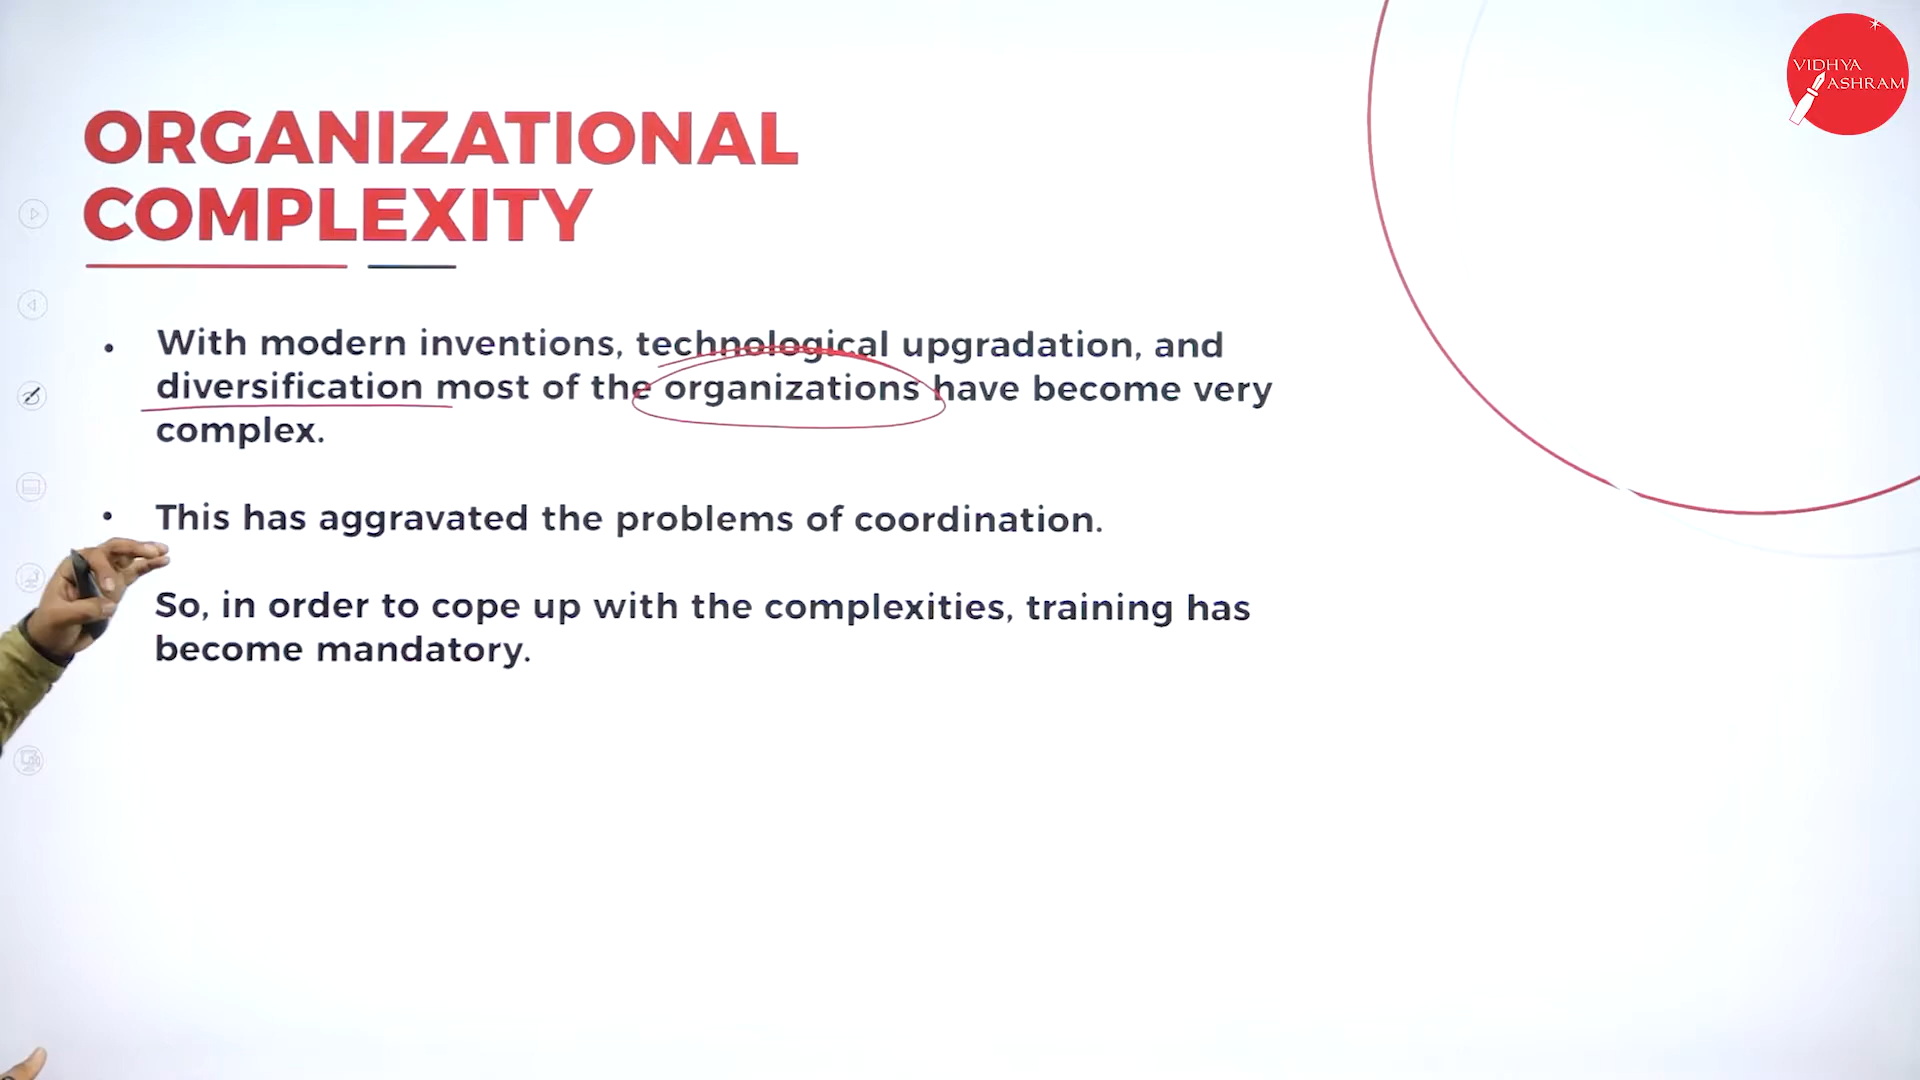 VIDHYA
ASHRAM
ORGANIZATIONAL
COMPLEXITY
• With modern inventions, technological upgradation, and
diversification most of the organizations have become very
complex.
• This has aggravated the problems of coordination.
So, in order to cope up with the complexities, training has
become mandatory.